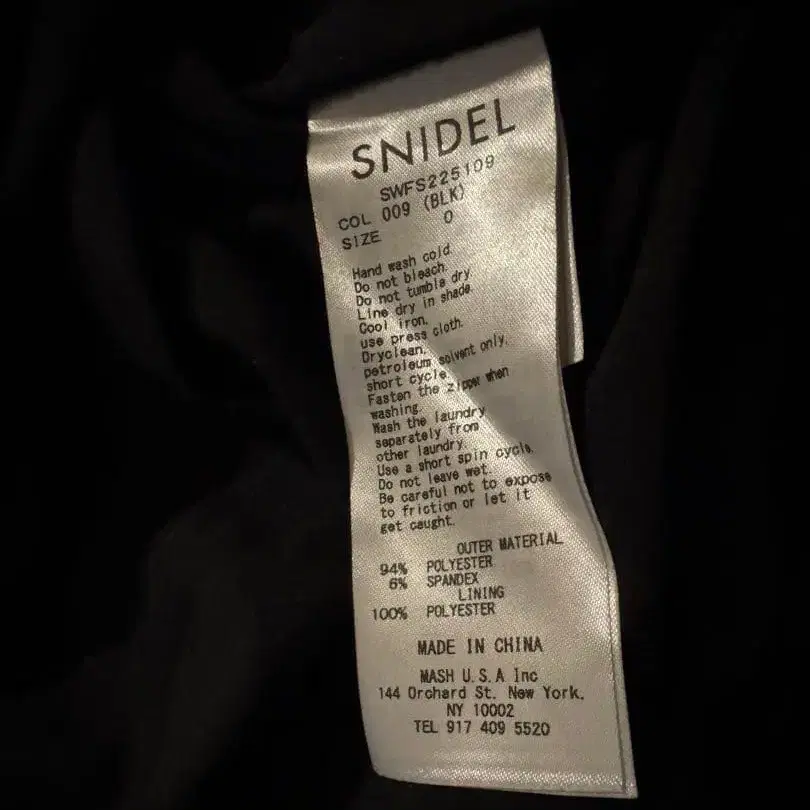 SNIDEL
SWFS225109
COL 009 (BLK)
SIZE 0
Hand wash cold
Do not bleach.
Do not tumble dry
Line dry in shade.
Cool iron.
use press cloth.
Dryclean.
petroleum solvent only.
short cycle.
Fasten the zipper when
washing.
Wash the laundry
separately from
other laundry.
Use a short spin cycle.
Do not leave wet.
Be careful not to expose
to friction or let it
get caught.
OUTER MATERIAL
94% POLYESTER
6% SPANDEX
LINING
100% POLYESTER
MADE IN CHINA
MASH U.S.A Inc
144 Orchard St. New York,
NY 10002
TEL 917 409 5520